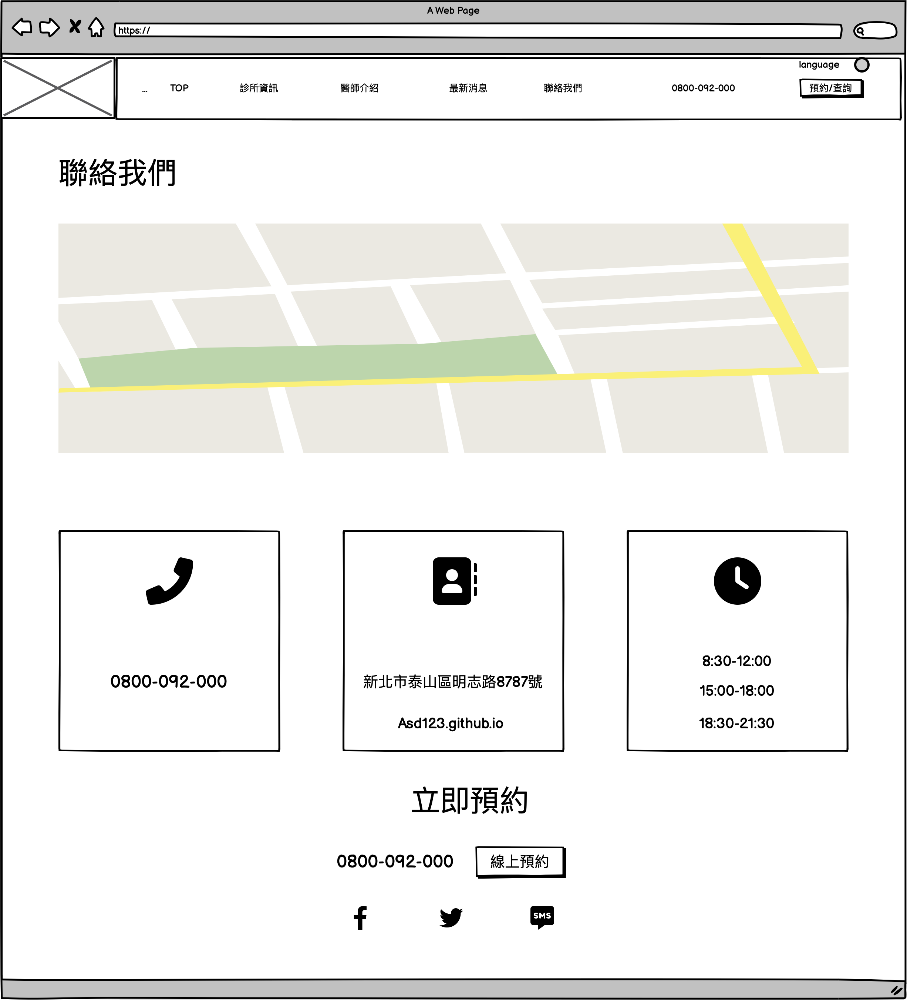 A Web Page
https://
language
... TOP 診所資訊 醫師介紹 最新消息 聯絡我們 0800-092-000 預約/查詢
聯絡我們
0800-092-000
新北市泰山區明志路8787號
Asd123.github.io
8:30-12:00
15:00-18:00
18:30-21:30
立即預約
0800-092-000 線上預約
SMS